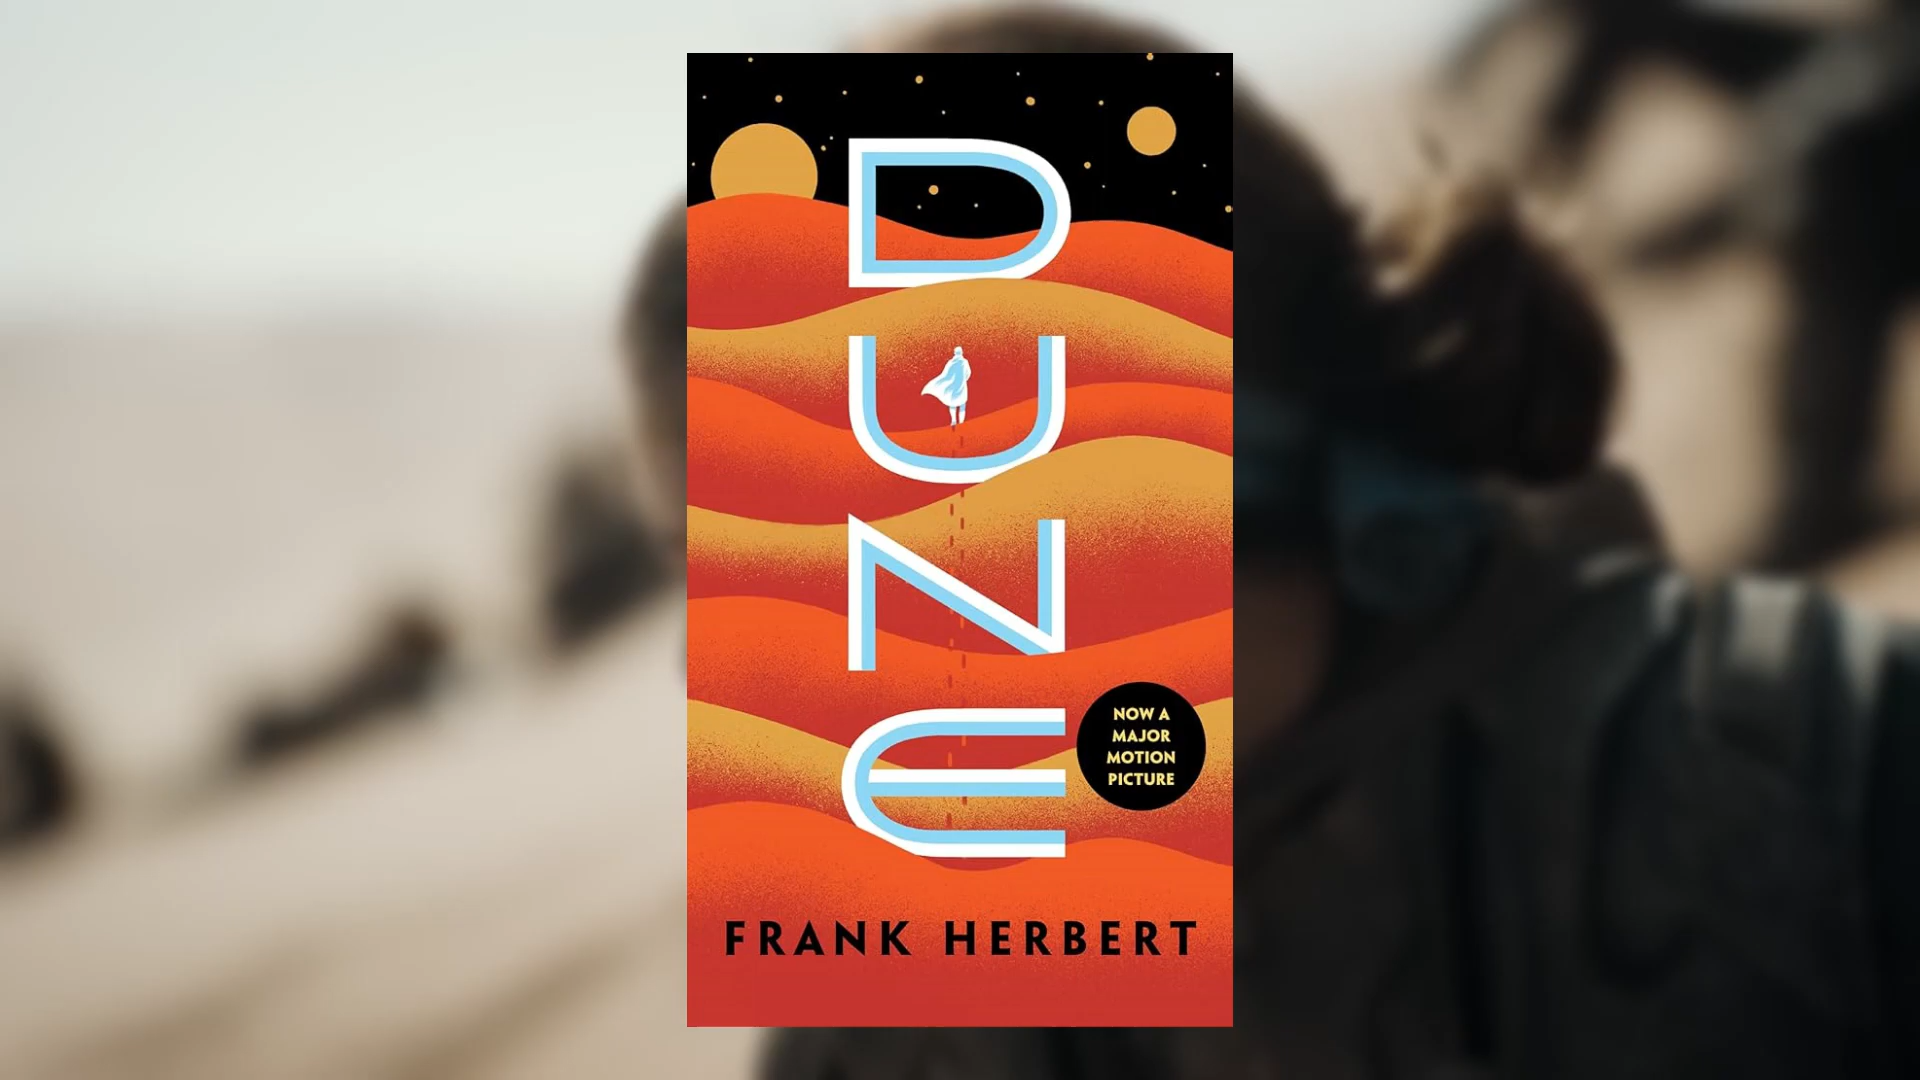 DUNE
NOW A
MAJOR
MOTION
PICTURE
FRANK HERBERT